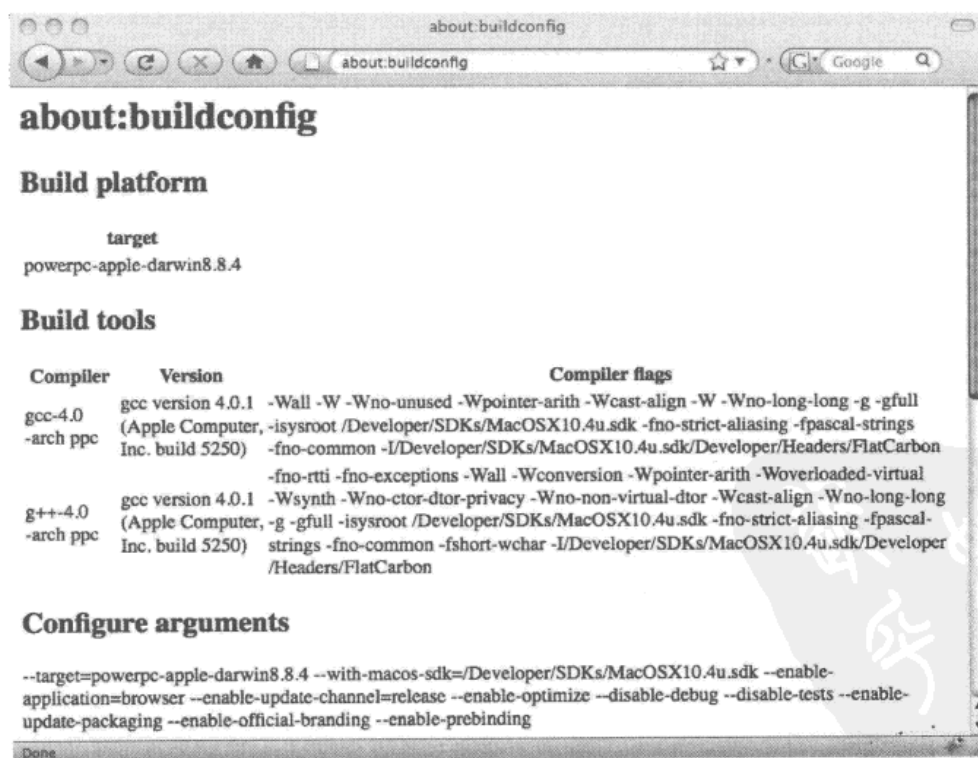 about:buildconfig
about:buildconfig
G Google
about:buildconfig
Build platform
target
powerpc-apple-darwin8.8.4
Build tools
Compiler Version Compiler flags
gcc-4.0
-arch ppc
gcc version 4.0.1
(Apple Computer,
Inc. build 5250)
-Wall -W -Wno-unused -Wpointer-arith -Wcast-align -W -Wno-long-long -g -gfull
-isysroot /Developer/SDKs/MacOSX10.4u.sdk -fno-strict-aliasing -fpascal-strings
-fno-common -I/Developer/SDKs/MacOSX10.4u.sdk/Developer/Headers/FlatCarbon
g++-4.0
-arch ppc
gcc version 4.0.1
(Apple Computer,
Inc. build 5250)
-fno-rtti -fno-exceptions -Wall -Wconversion -Wpointer-arith -Woverloaded-virtual
-Wsynth -Wno-ctor-dtor-privacy -Wno-non-virtual-dtor -Wcast-align -Wno-long-long
-g -gfull -isysroot /Developer/SDKs/MacOSX10.4u.sdk -fno-strict-aliasing -fpascal-
strings -fno-common -fshort-wchar -I/Developer/SDKs/MacOSX10.4u.sdk/Developer
/Headers/FlatCarbon
Configure arguments
--target=powerpc-apple-darwin8.8.4 --with-macos-sdk=/Developer/SDKs/MacOSX10.4u.sdk --enable-
application=browser --enable-update-channel=release --enable-optimize --disable-debug --disable-tests --enable-
update-packaging --enable-official-branding --enable-prebinding
Done